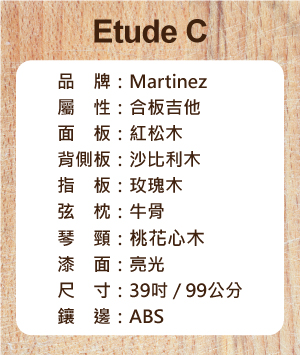 Etude C
品　牌：Martinez
屬　性：合板吉他
面　板：紅松木
背側板：沙比利木
指　板：玫瑰木
弦　枕：牛骨
琴　頸：桃花心木
漆　面：亮光
尺　寸：39吋 / 99公分
鑲　邊：ABS